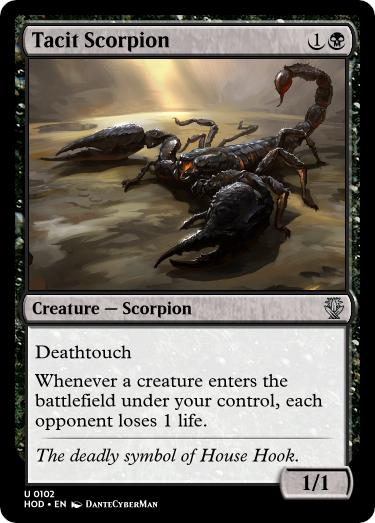 Tacit Scorpion 1
Creature — Scorpion
Deathtouch
Whenever a creature enters the
battlefield under your control, each
opponent loses 1 life.
The deadly symbol of House Hook.
1/1
U 0102
HOD • EN DanteCyberMan